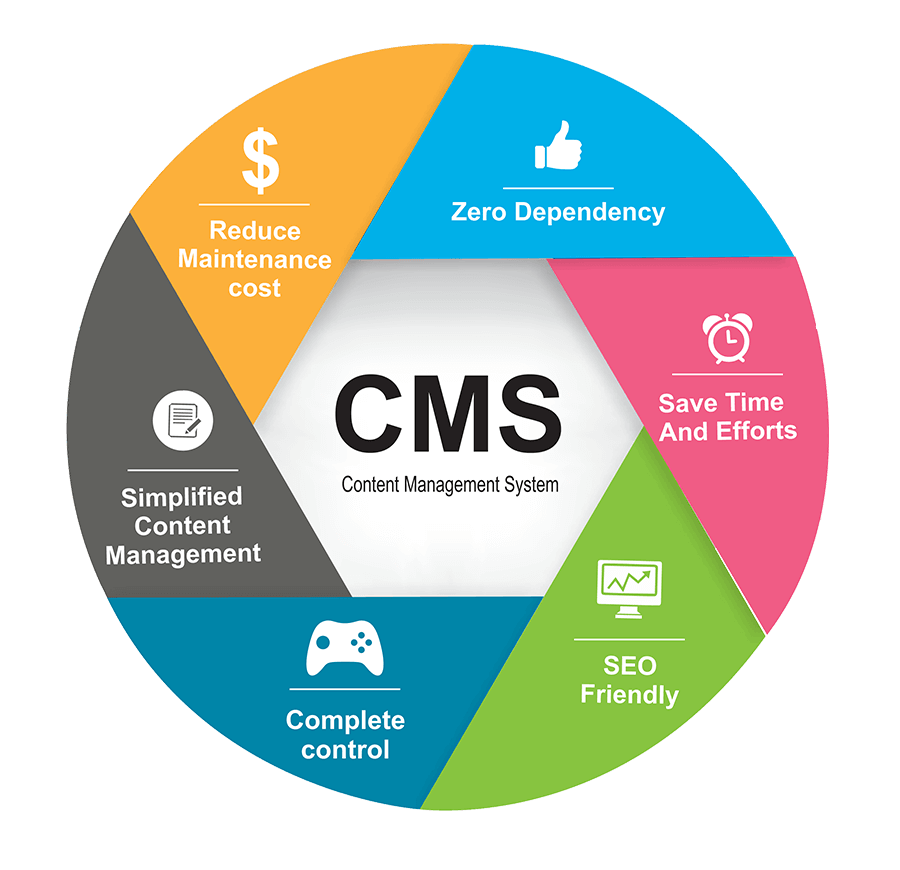 $
Reduce
Maintenance
cost
Zero Dependency
Save Time
And Efforts
SEO
Friendly
Complete
control
Simplified
Content
Management
CMS
Content Management System